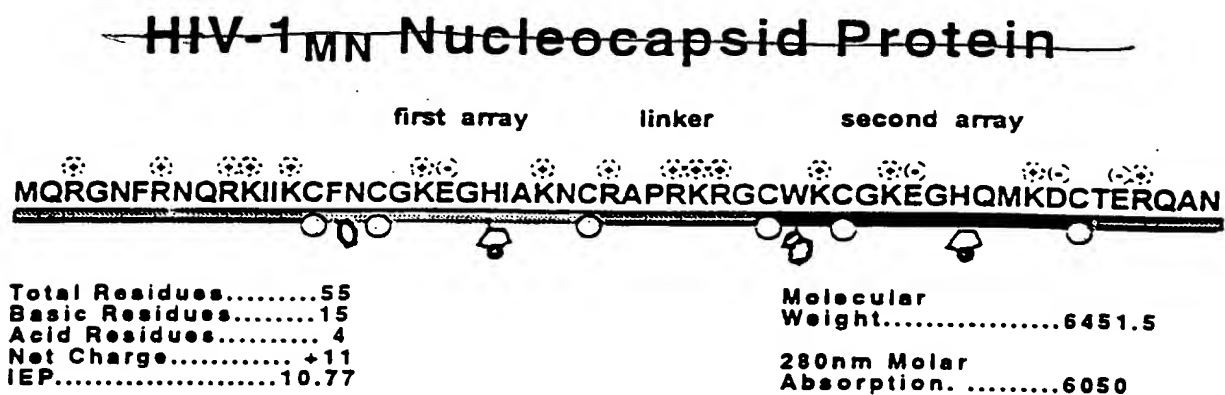 HIV-1MN Nucleocapsid Protein
first array linker second array
MQRGNFRNQRKIIKCFNCGKEGHIAKNCRAPRKRGCWKCGKEGHQMKDCTERQAN
Total Residues.........55
Basic Residues.........15
Acid Residues.......... 4
Net Charge............ +11
IEP......................10.77
Molecular
Weight.................6451.5
280nm Molar
Absorption. .........6050